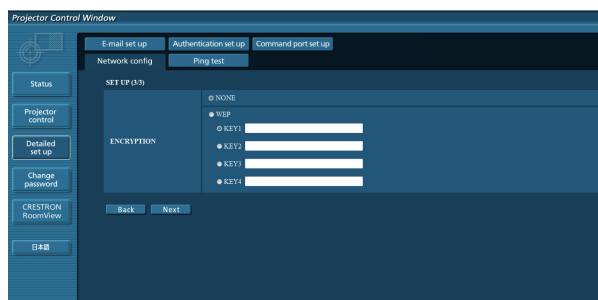 Projector Control Window
E-mail set up
Authentication set up
Command port set up
Network config
Ping test
Status
Projector
control
Detailed
set up
Change
password
CRESTRON
RoomView
日本語
SET UP (3/3)
ENCRYPTION
NONE
WEP
KEY1
KEY2
KEY3
KEY4
Back
Next